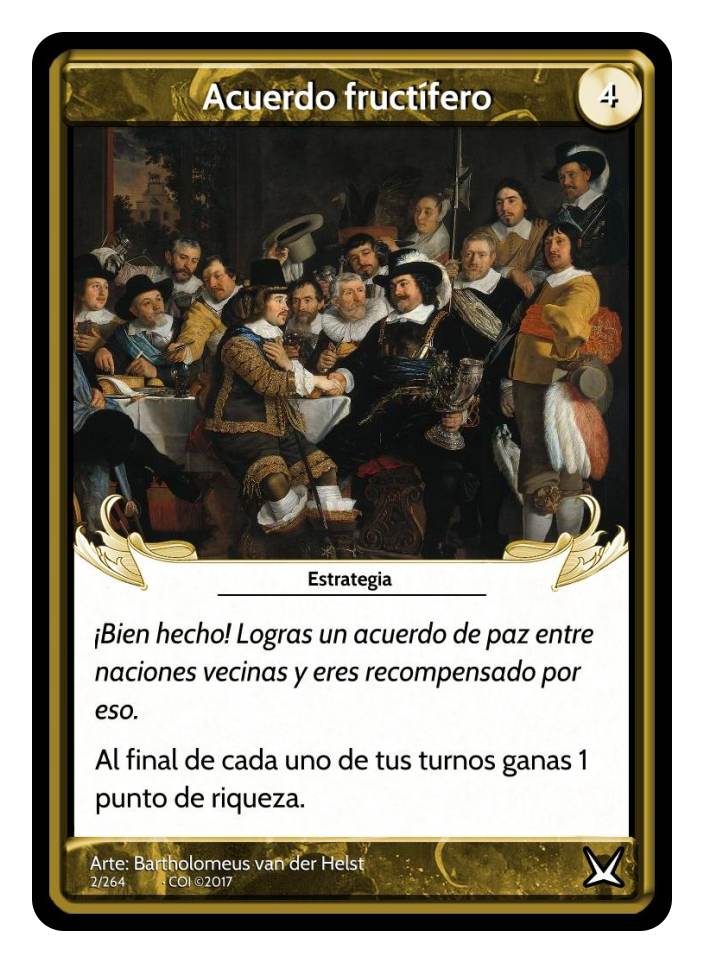 Acuerdo fructífero
4
Estrategia
¡Bien hecho! Logras un acuerdo de paz entre
naciones vecinas y eres recompensado por
eso.
Al final de cada uno de tus turnos ganas 1
punto de riqueza.
Arte: Bartholomeus van der Helst
2/264 · COI ©2017